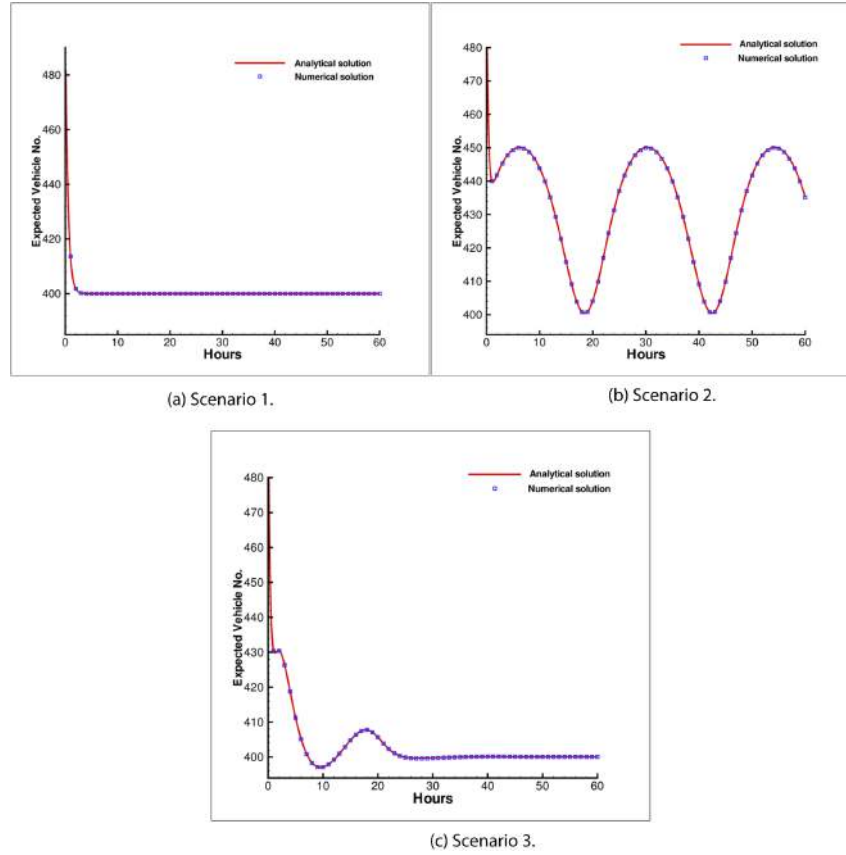 480
460
440
420
400
Expected Vehicle No.
Analytical solution
Numerical solution
0 10 20 30 40 50 60
Hours
(a) Scenario 1.
480
470
460
450
440
430
420
410
400
Expected Vehicle No.
Analytical solution
Numerical solution
0 10 20 30 40 50 60
Hours
(b) Scenario 2.
480
470
460
450
440
430
420
410
400
Expected Vehicle No.
Analytical solution
Numerical solution
0 10 20 30 40 50 60
Hours
(c) Scenario 3.